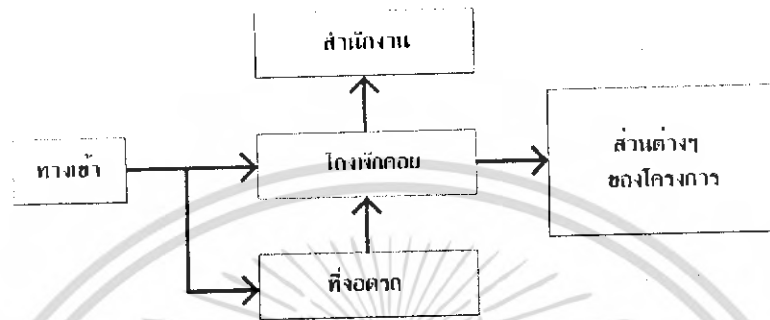 สำนักงาน
ทางเข้า
โถงพักคอย
ส่วนต่างๆ
ของโครงการ
ที่จอดรถ